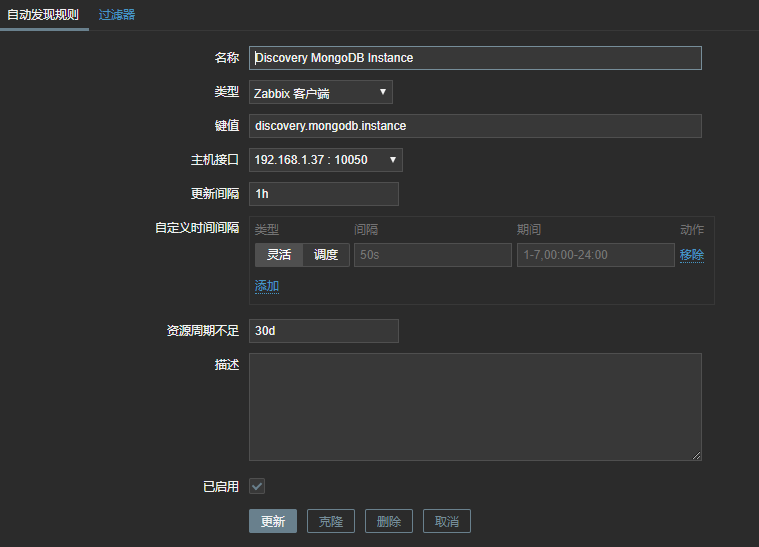 自动发现规则 过滤器
名称 Discovery MongoDB Instance
类型 Zabbix 客户端
键值 discovery.mongodb.instance
主机接口 192.168.1.37 : 10050
更新间隔 1h
自定义时间间隔 类型 间隔 期间 动作
灵活 调度 50s 1-7,00:00-24:00 移除
添加
资源周期不足 30d
描述
已启用
更新 克隆 删除 取消